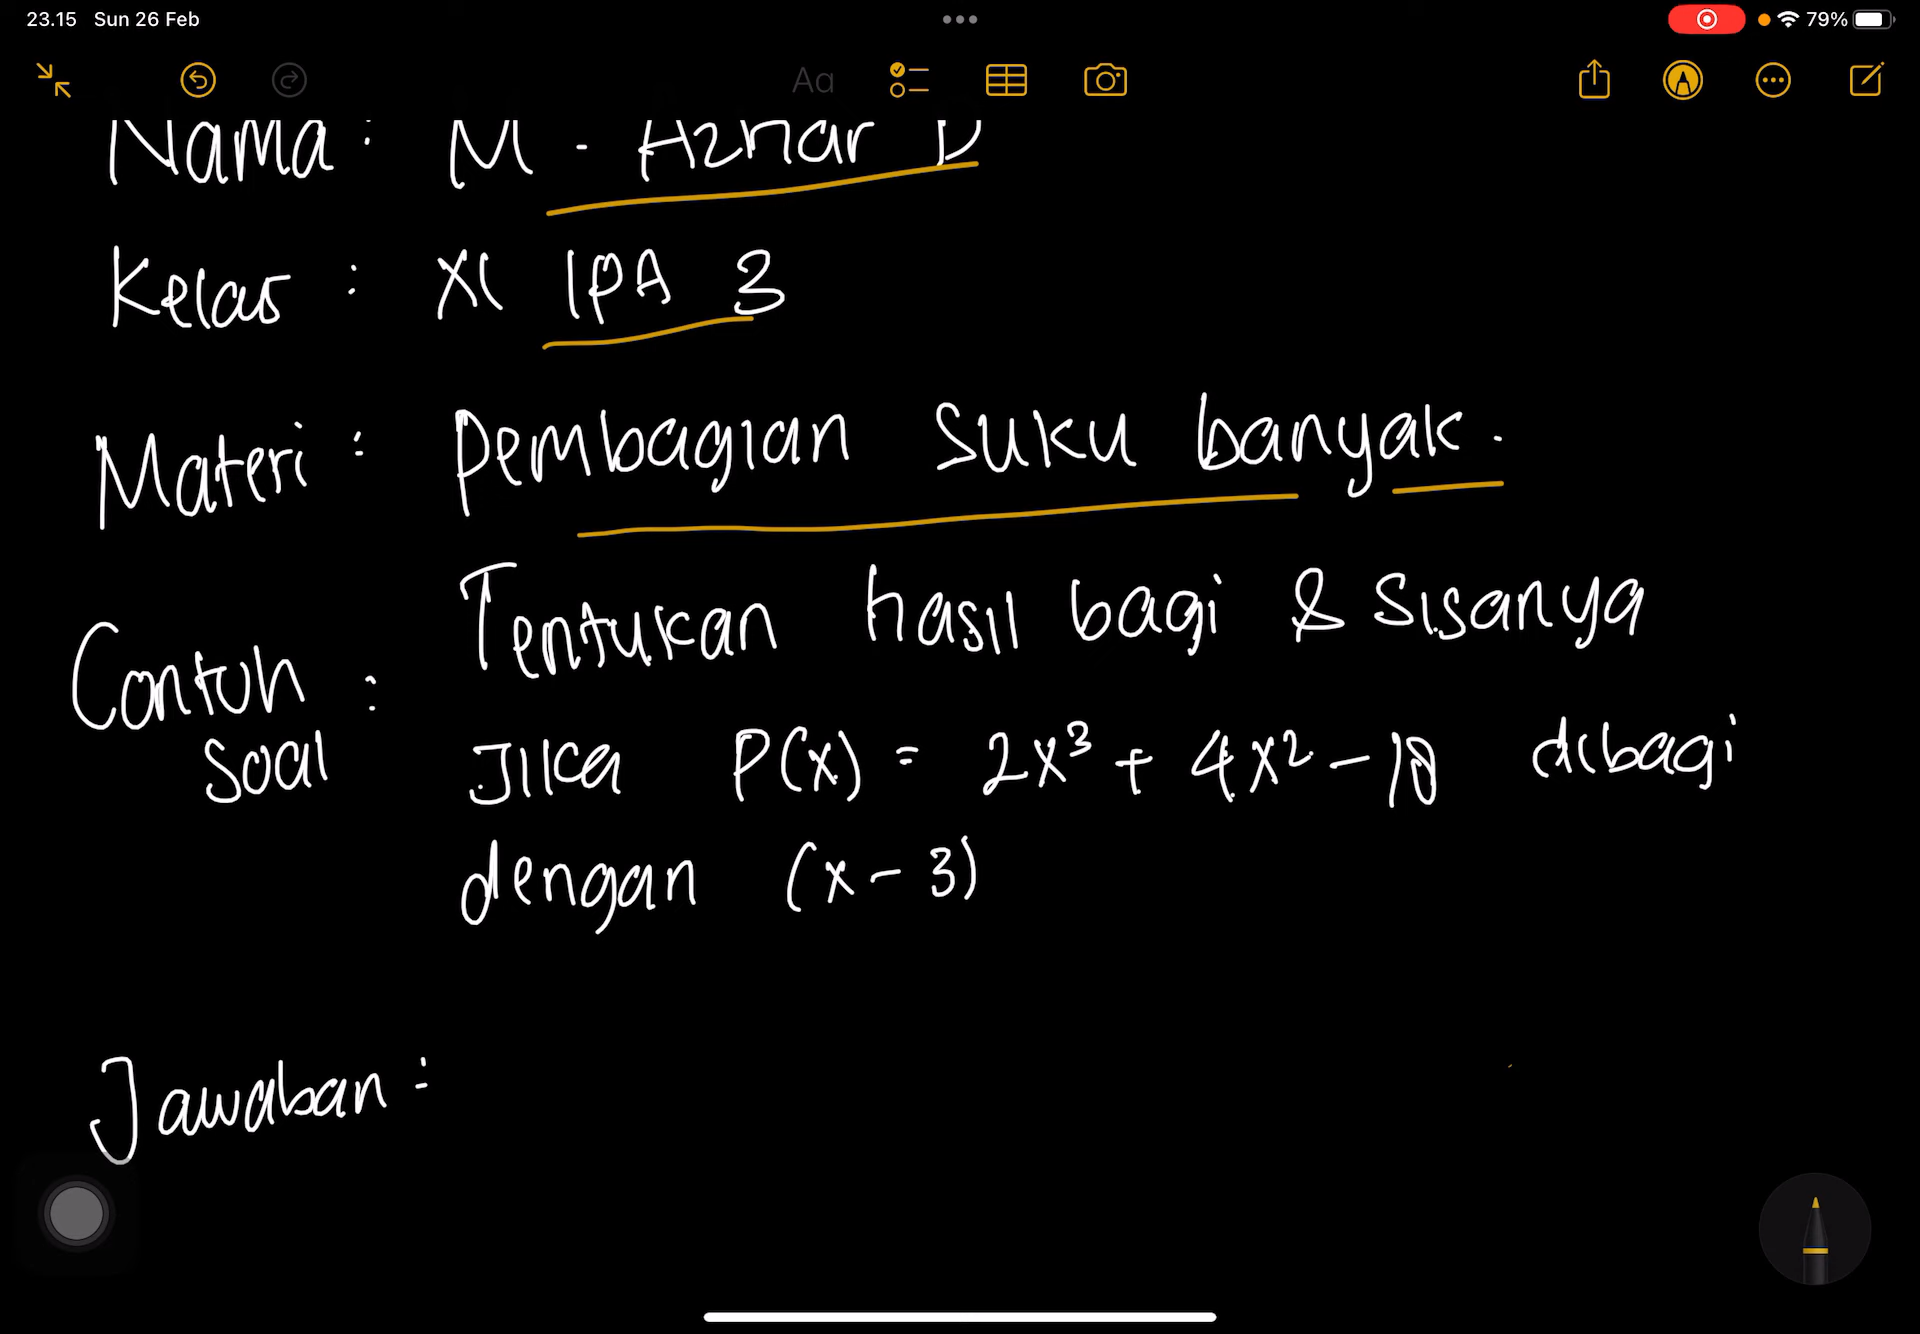 23.15 Sun 26 Feb
79%
Aa
Nama : M. Azhar D
Kelas : XI IPA 3
Materi : Pembagian suku banyak.
Contoh soal : Tentukan hasil bagi & sisanya
Jika P(x) = 2x³ + 4x² - 18 dibagi
dengan (x - 3)
Jawaban :